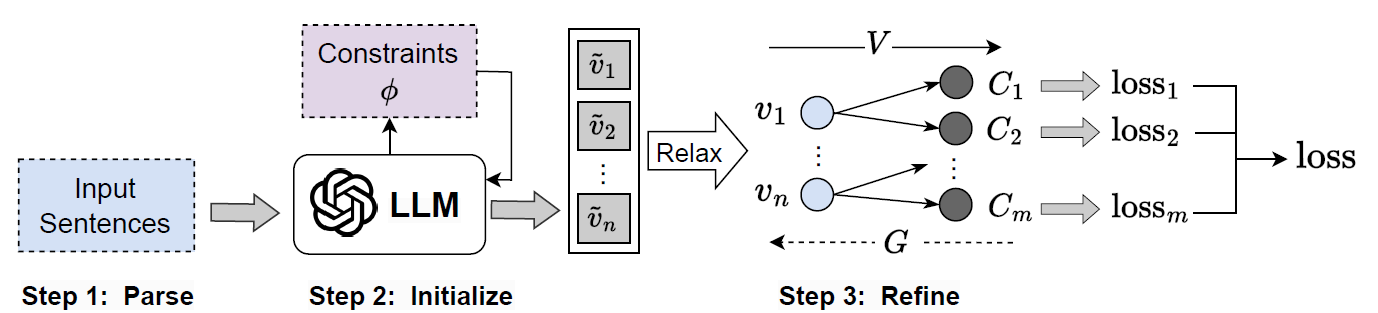 Constraints
ϕ
Input
Sentences
LLM
ṽ₁
ṽ₂
⋮
ṽₙ
Relax
V
v₁
⋮
vₙ
C₁
C₂
⋮
Cₘ
G
loss₁
loss₂
lossₘ
loss
Step 1: Parse
Step 2: Initialize
Step 3: Refine